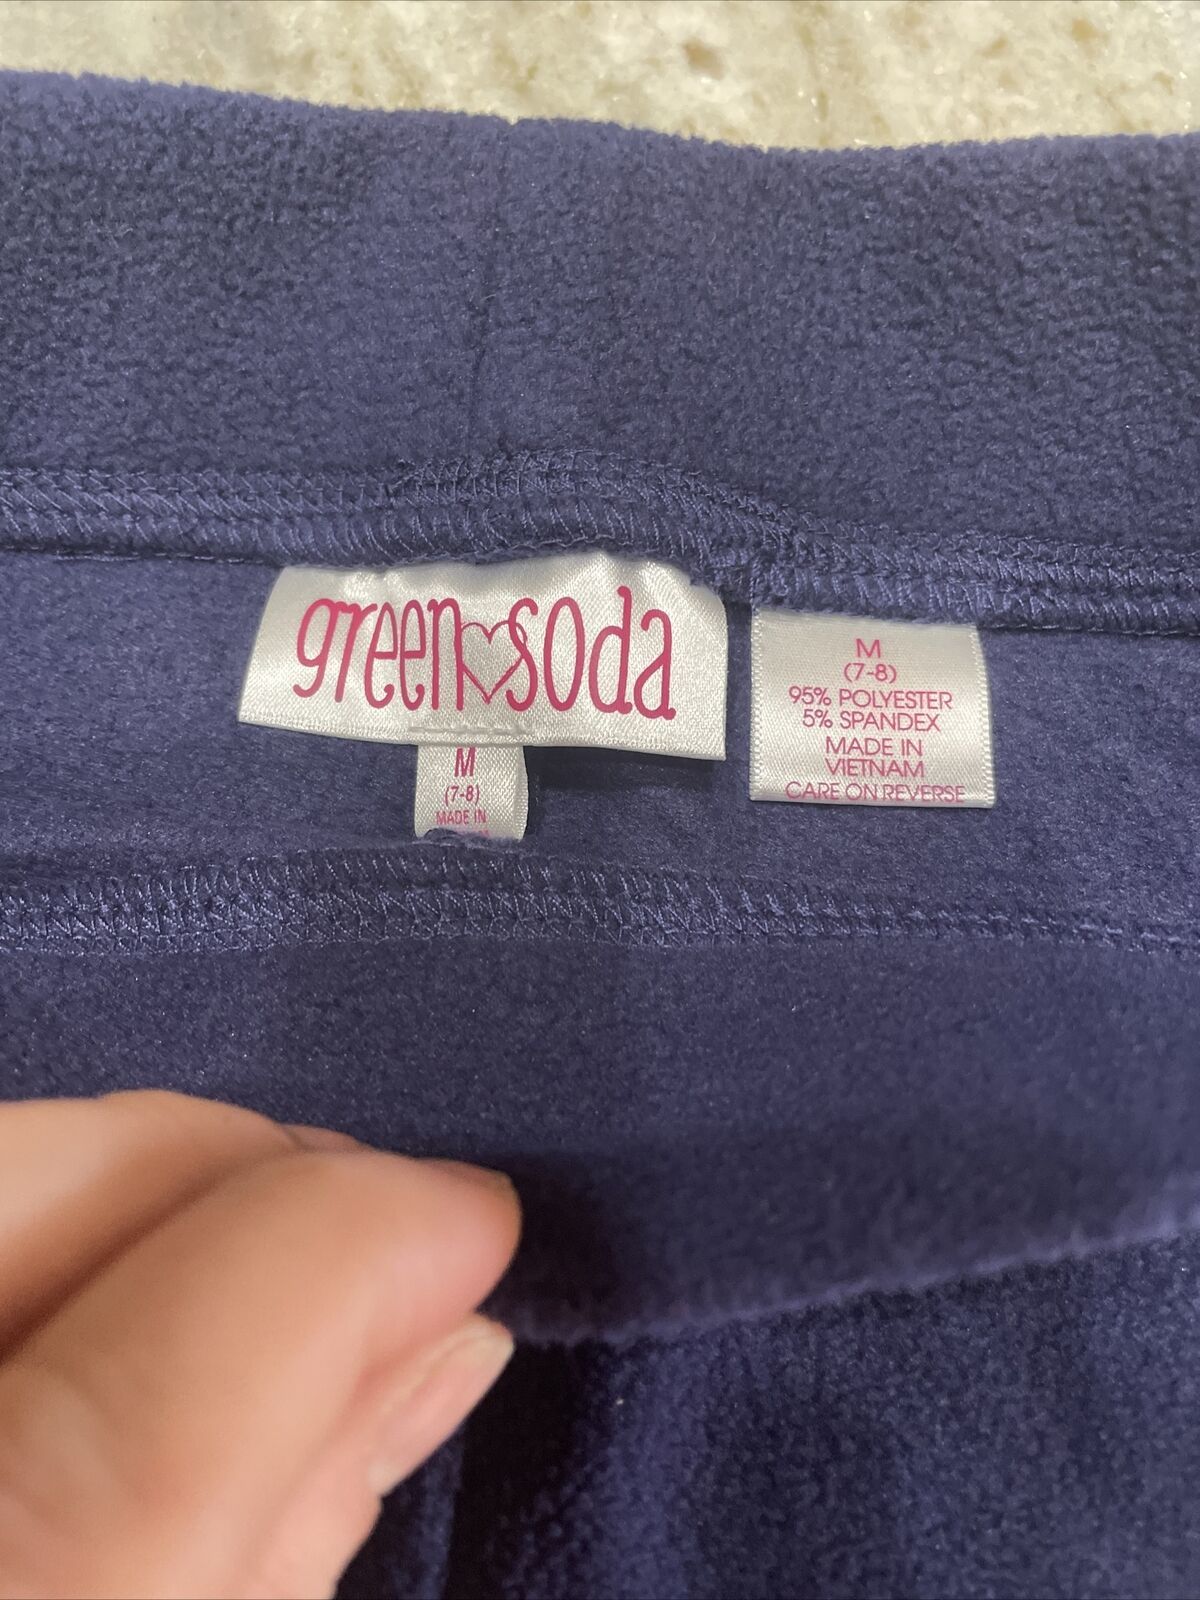 green soda
M
(7-8)
MADE IN
M
(7-8)
95% POLYESTER
5% SPANDEX
MADE IN
VIETNAM
CARE ON REVERSE